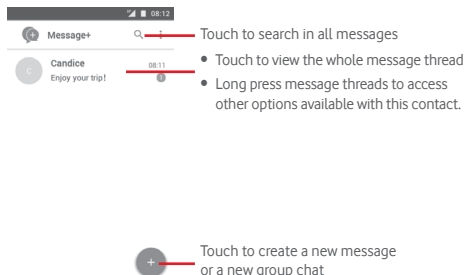 08:12
Message+
Touch to search in all messages
Candice
08:11
Enjoy your trip!
1
C
• Touch to view the whole message thread
• Long press message threads to access
other options available with this contact.
+
Touch to create a new message
or a new group chat